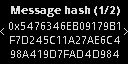 Message hash (1/2)
0x5476346EB09179B1
F7D245C11A27AE6C4
98A419D7FAD4D984